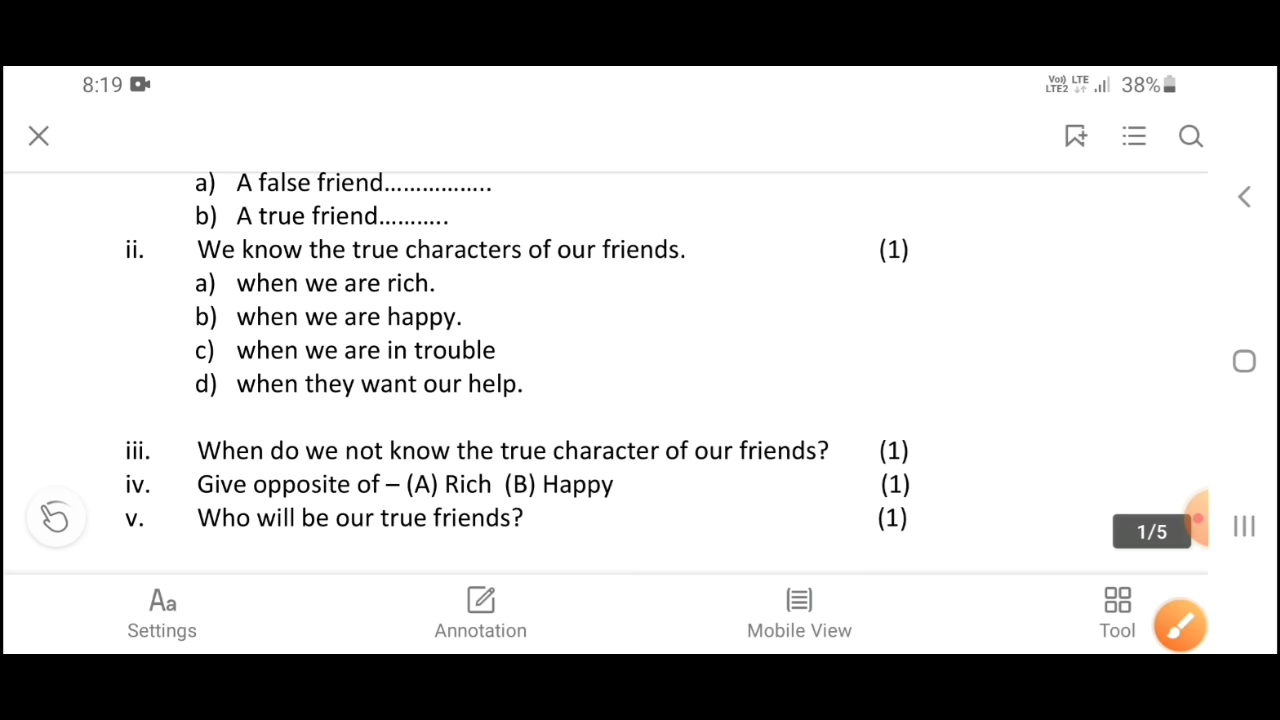 8:19
Vo)) LTE
LTE2
38%
a) A false friend................
b) A true friend...........
ii. We know the true characters of our friends. (1)
a) when we are rich.
b) when we are happy.
c) when we are in trouble
d) when they want our help.
iii. When do we not know the true character of our friends? (1)
iv. Give opposite of – (A) Rich (B) Happy (1)
v. Who will be our true friends? (1)
1/5
Aa
Settings
Annotation
Mobile View
Tool